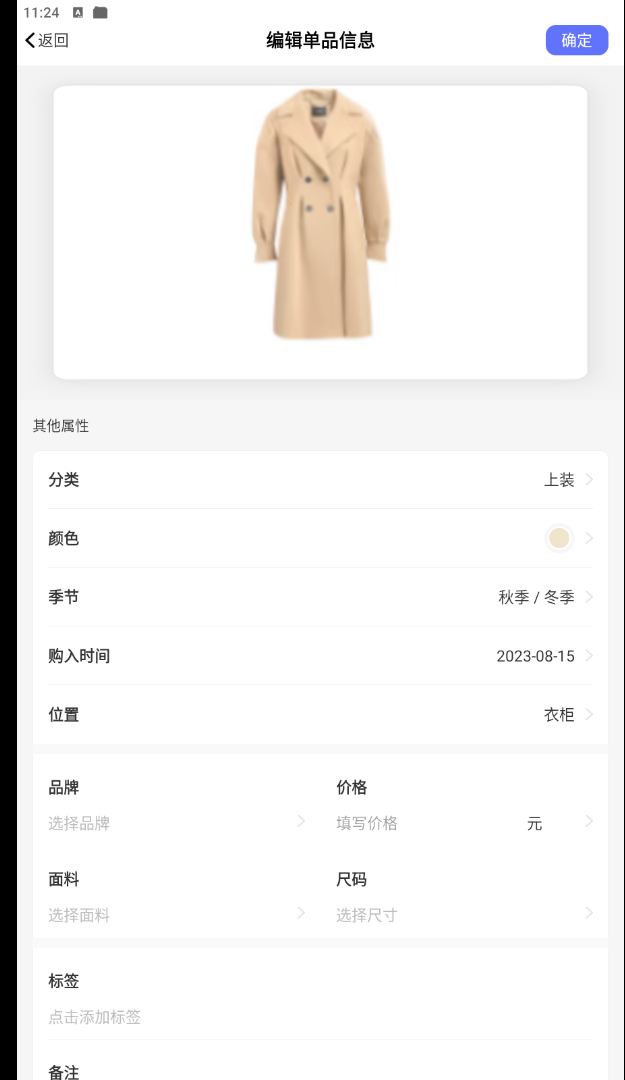 11:24
返回
编辑单品信息
确定
其他属性
分类
上装
颜色
季节
秋季 / 冬季
购入时间
2023-08-15
位置
衣柜
品牌
价格
选择品牌
填写价格
元
面料
尺码
选择面料
选择尺寸
标签
点击添加标签
备注